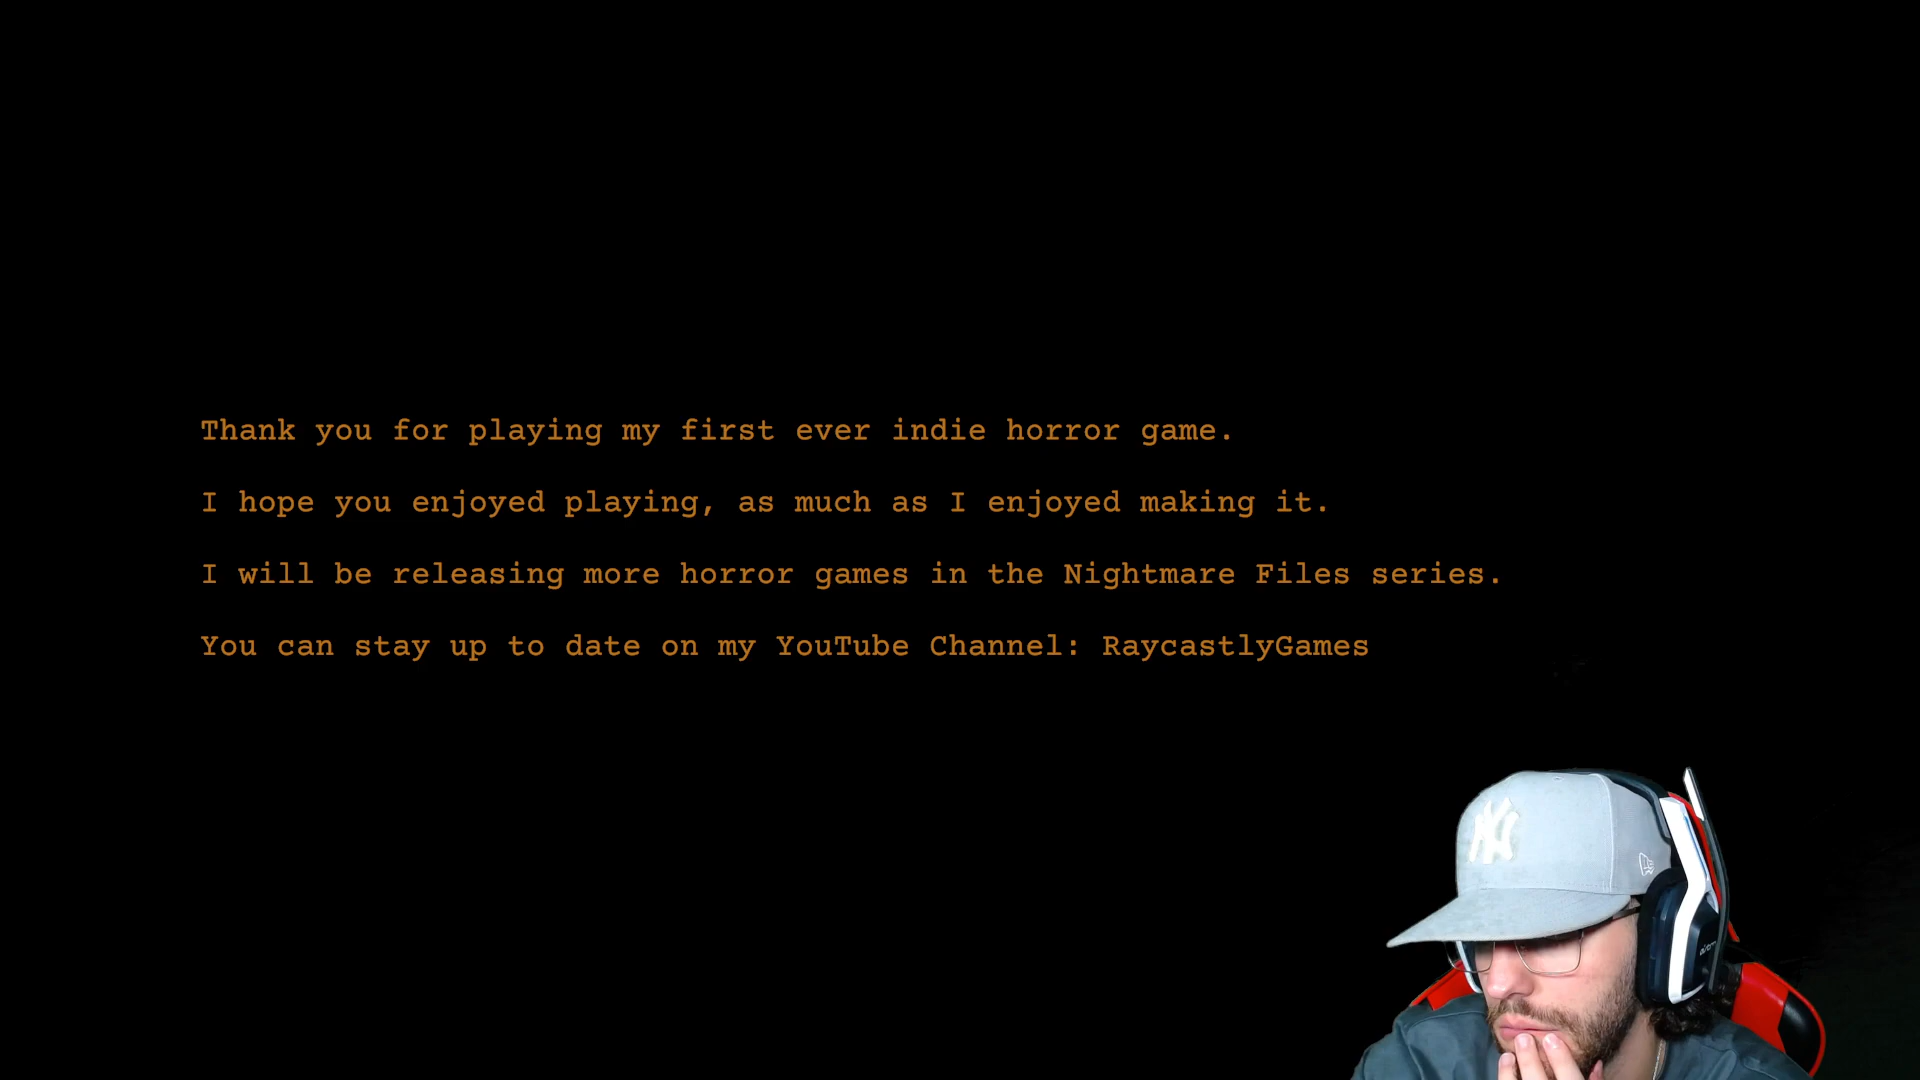 Thank you for playing my first ever indie horror game.
I hope you enjoyed playing, as much as I enjoyed making it.
I will be releasing more horror games in the Nightmare Files series.
You can stay up to date on my YouTube Channel: RaycastlyGames
NY